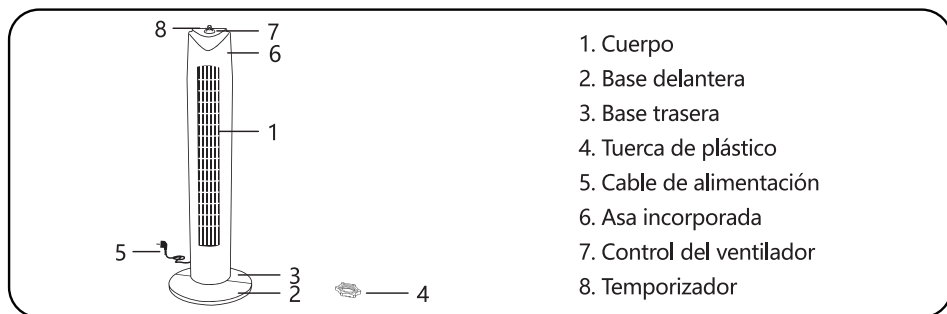 8
7
6
1
5
3
2
4
1. Cuerpo
2. Base delantera
3. Base trasera
4. Tuerca de plástico
5. Cable de alimentación
6. Asa incorporada
7. Control del ventilador
8. Temporizador